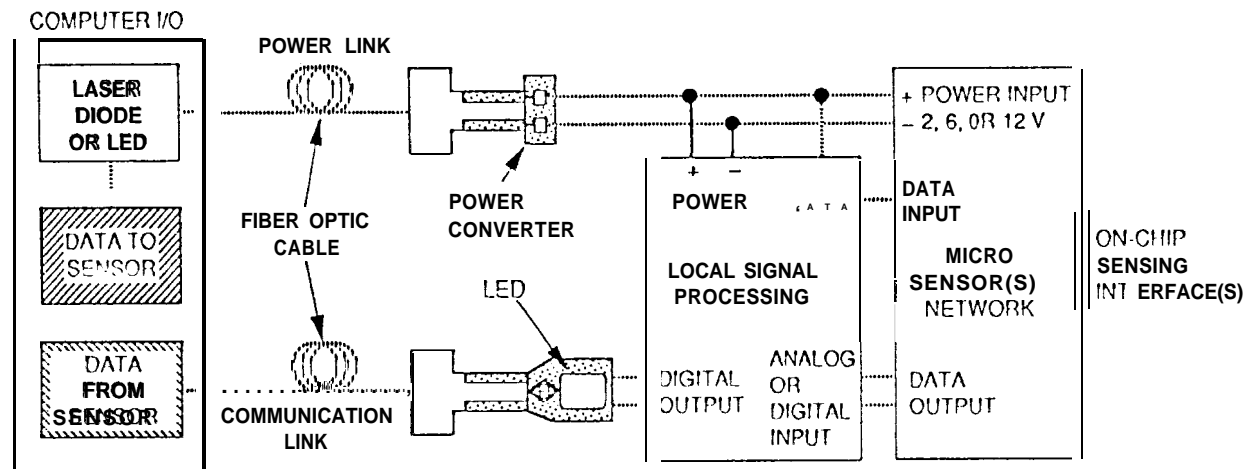 COMPUTER I/O
POWER LINK
LASER
DIODE
OR LED
+ POWER INPUT
– 2, 6, OR 12 V
+ –
POWER
CONVERTER
POWER
DATA
INPUT
FIBER OPTIC
CABLE
DATA TO
SENSOR
LOCAL SIGNAL
PROCESSING
MICRO
SENSOR(S)
NETWORK
ON-CHIP
SENSING
INT ERFACE(S)
LED
DATA
FROM
SENSOR
COMMUNICATION
LINK
DIGITAL
OUTPUT
ANALOG
OR
DIGITAL
INPUT
DATA
OUTPUT